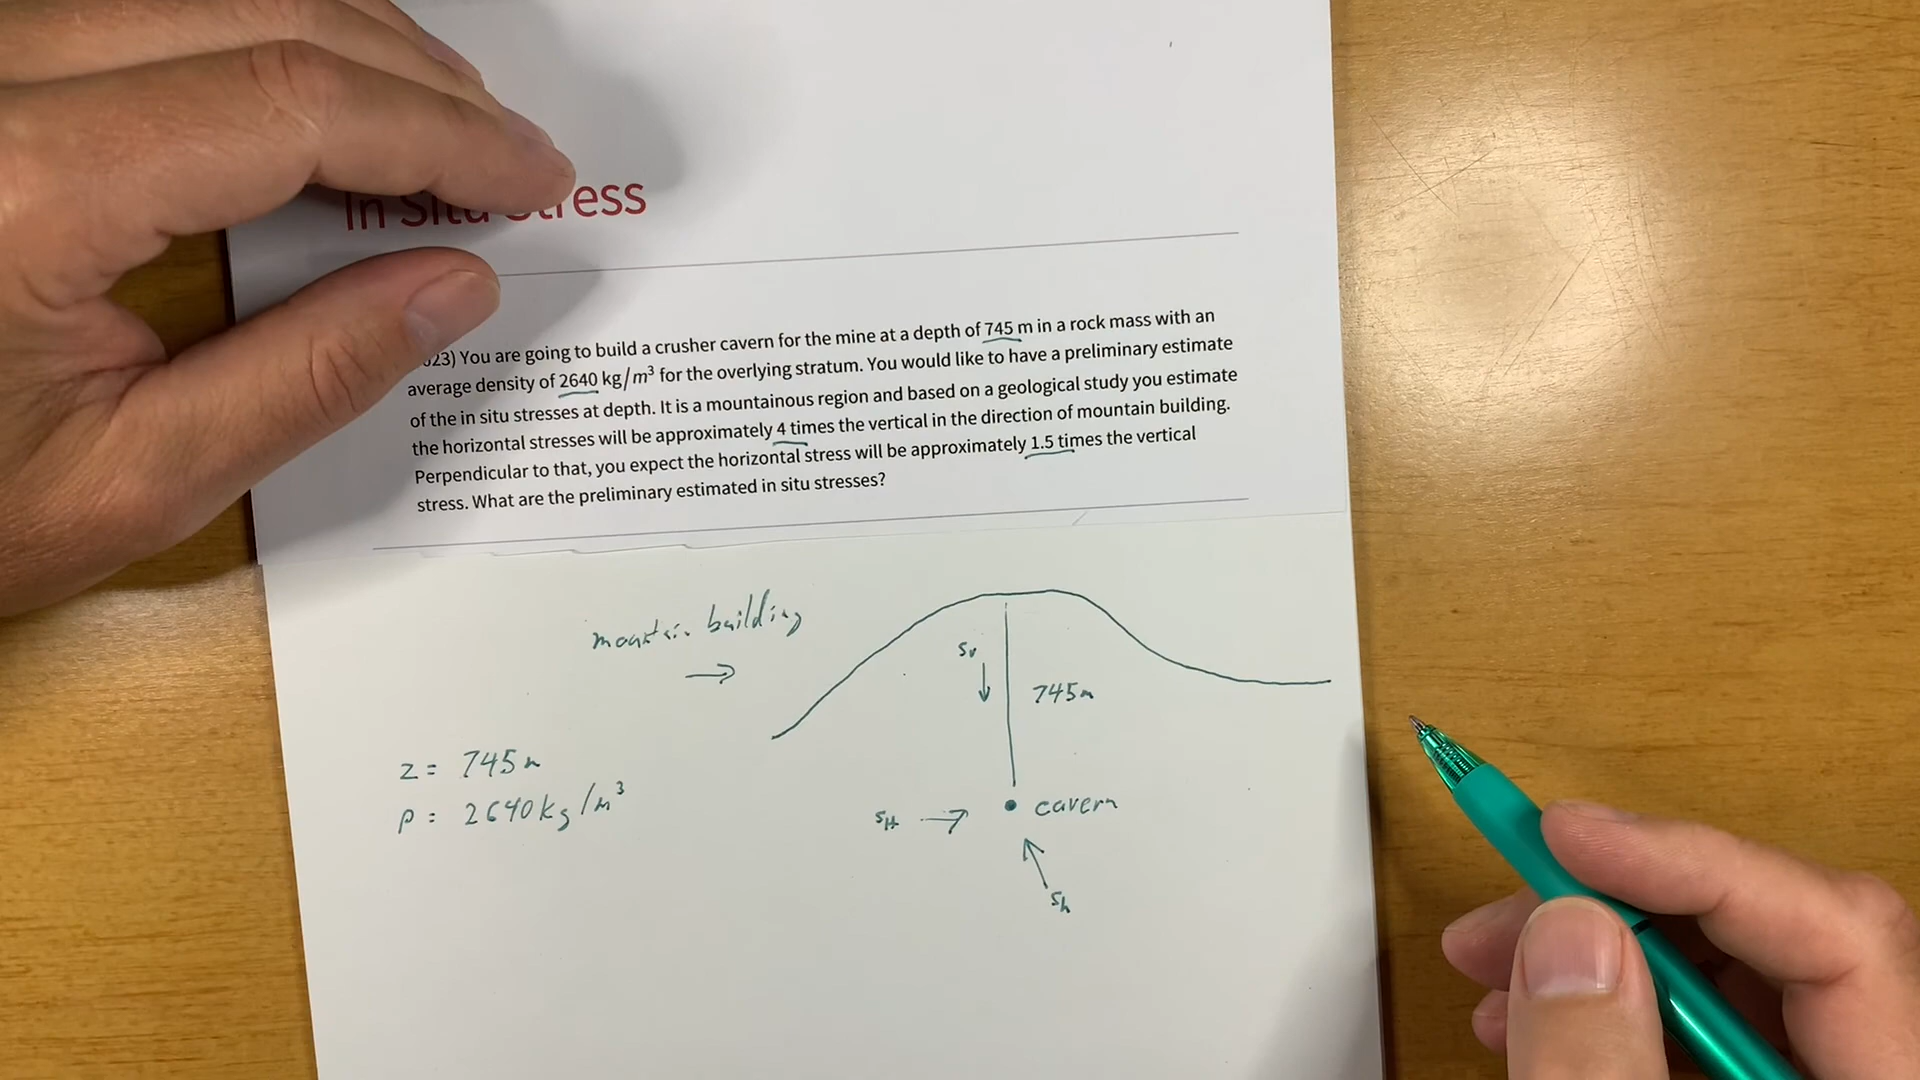 In Situ Stress
023) You are going to build a crusher cavern for the mine at a depth of 745 m in a rock mass with an
average density of 2640 kg/m³ for the overlying stratum. You would like to have a preliminary estimate
of the in situ stresses at depth. It is a mountainous region and based on a geological study you estimate
the horizontal stresses will be approximately 4 times the vertical in the direction of mountain building.
Perpendicular to that, you expect the horizontal stress will be approximately 1.5 times the vertical
stress. What are the preliminary estimated in situ stresses?
mountain building
→
Sv
↓
745m
z = 745m
ρ = 2640kg/m³
SH →
cavern
Sh